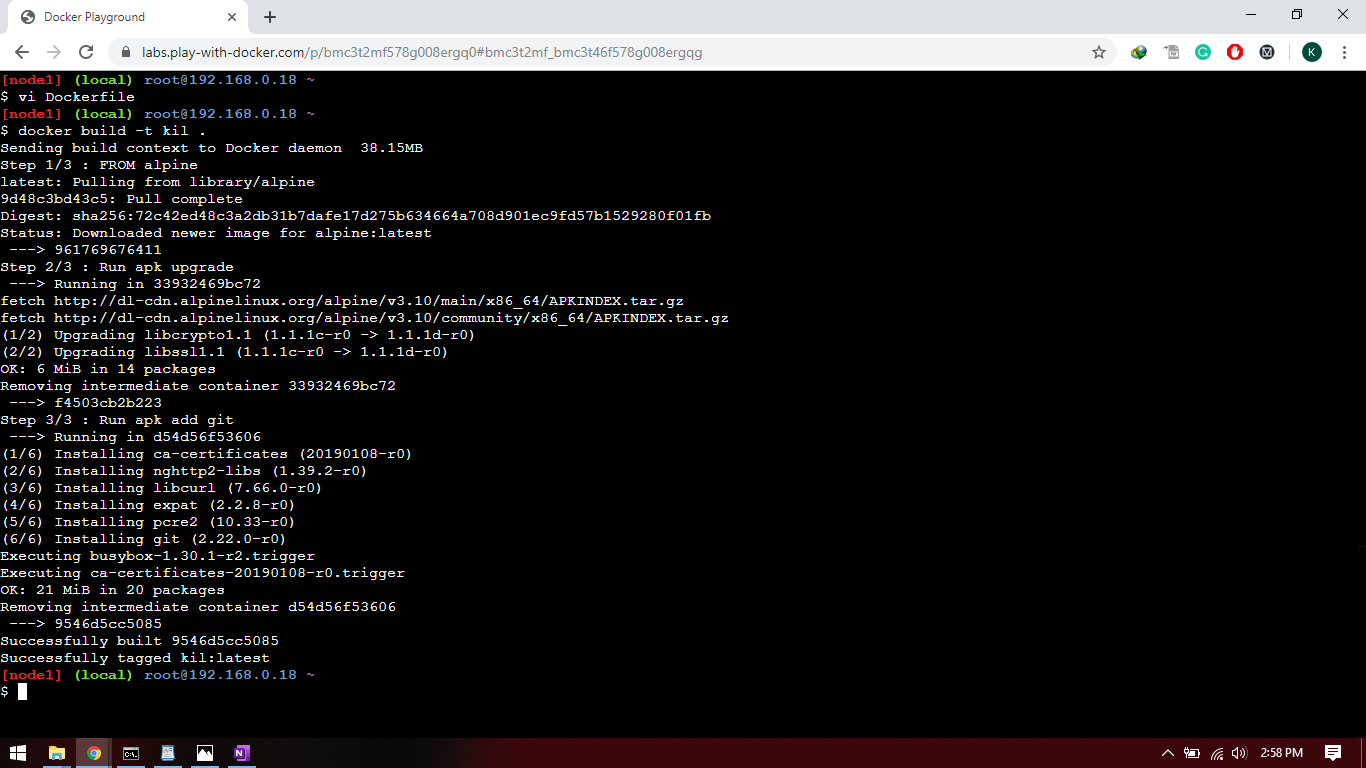 Docker Playground
labs.play-with-docker.com/p/bmc3t2mf578g008ergq0#bmc3t2mf_bmc3t46f578g008ergqg
K
[node1] (local) root@192.168.0.18 ~
$ vi Dockerfile
[node1] (local) root@192.168.0.18 ~
$ docker build -t kil .
Sending build context to Docker daemon  38.15MB
Step 1/3 : FROM alpine
latest: Pulling from library/alpine
9d48c3bd43c5: Pull complete
Digest: sha256:72c42ed48c3a2db31b7dafe17d275b634664a708d901ec9fd57b1529280f01fb
Status: Downloaded newer image for alpine:latest
 ---> 961769676411
Step 2/3 : Run apk upgrade
 ---> Running in 33932469bc72
fetch http://dl-cdn.alpinelinux.org/alpine/v3.10/main/x86_64/APKINDEX.tar.gz
fetch http://dl-cdn.alpinelinux.org/alpine/v3.10/community/x86_64/APKINDEX.tar.gz
(1/2) Upgrading libcrypto1.1 (1.1.1c-r0 -> 1.1.1d-r0)
(2/2) Upgrading libssl1.1 (1.1.1c-r0 -> 1.1.1d-r0)
OK: 6 MiB in 14 packages
Removing intermediate container 33932469bc72
 ---> f4503cb2b223
Step 3/3 : Run apk add git
 ---> Running in d54d56f53606
(1/6) Installing ca-certificates (20190108-r0)
(2/6) Installing nghttp2-libs (1.39.2-r0)
(3/6) Installing libcurl (7.66.0-r0)
(4/6) Installing expat (2.2.8-r0)
(5/6) Installing pcre2 (10.33-r0)
(6/6) Installing git (2.22.0-r0)
Executing busybox-1.30.1-r2.trigger
Executing ca-certificates-20190108-r0.trigger
OK: 21 MiB in 20 packages
Removing intermediate container d54d56f53606
 ---> 9546d5cc5085
Successfully built 9546d5cc5085
Successfully tagged kil:latest
[node1] (local) root@192.168.0.18 ~
$
2:58 PM